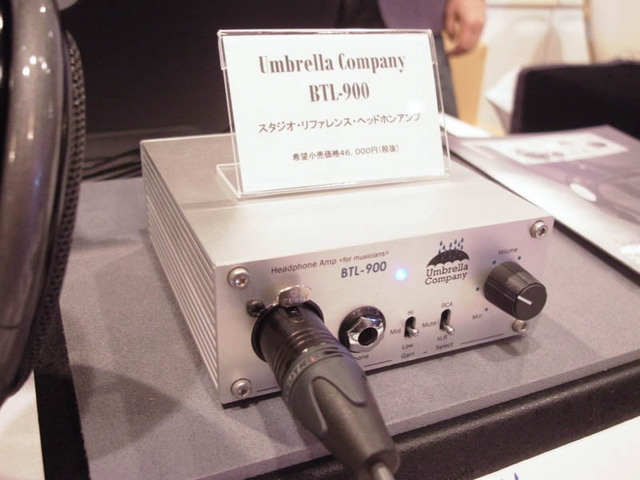 Umbrella Company
BTL-900
スタジオ・リファレンス・ヘッドホンアンプ
希望小売価格46,000円(税抜)
Headphone Amp <for musicians>
BTL-900
Umbrella
Company
Volume
Min
Hi
Mid
Low
Gain
RCA
Mute
XLR
Select